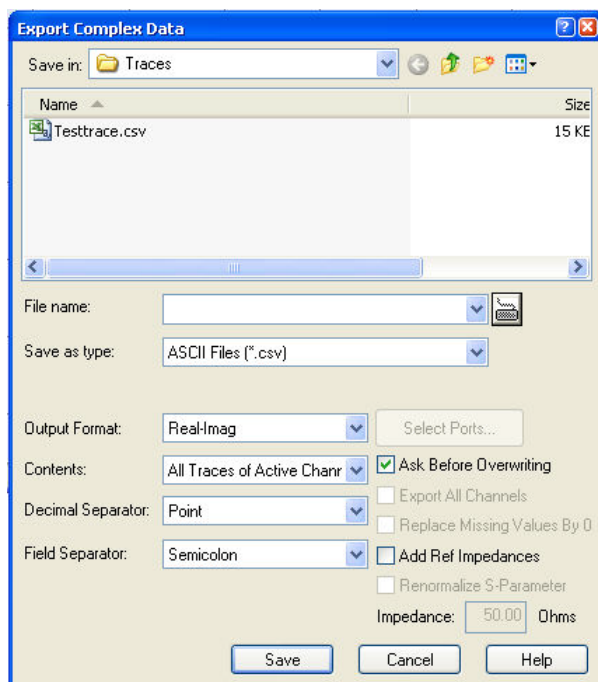 Export Complex Data
Save in: Traces
Name Size
Testtrace.csv 15 KE
File name:
Save as type: ASCII Files (*.csv)
Output Format: Real-Imag Select Ports...
Contents: All Traces of Active Chanr Ask Before Overwriting
Export All Channels
Decimal Separator: Point
Replace Missing Values By 0
Field Separator: Semicolon Add Ref Impedances
Renormalize S-Parameter
Impedance: 50.00 Ohms
Save Cancel Help